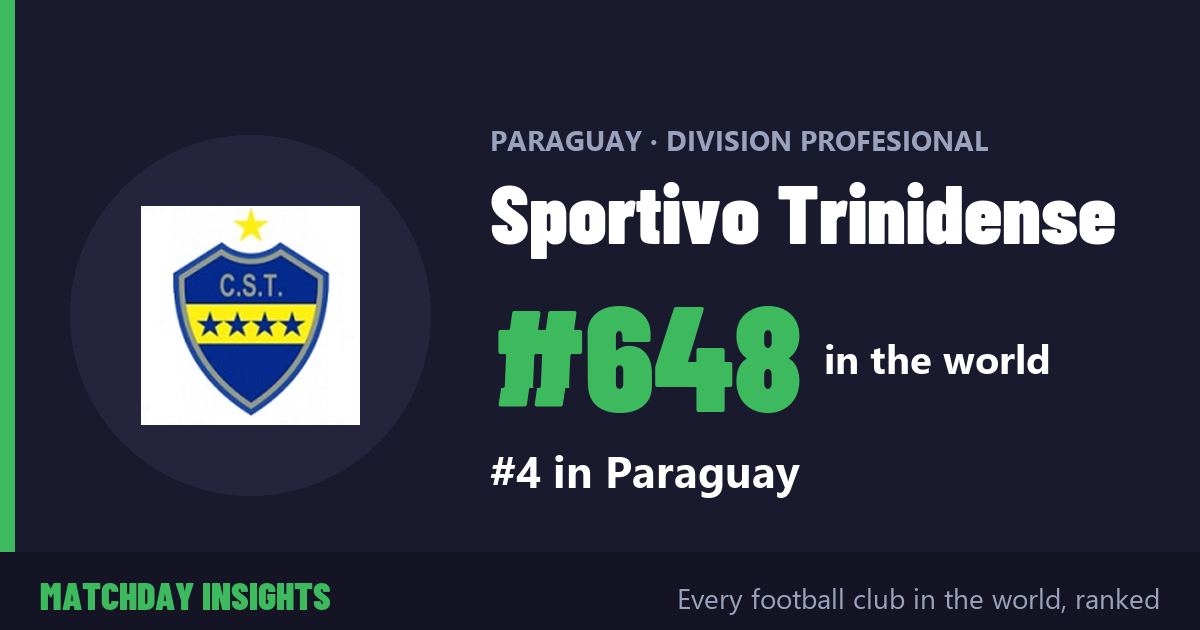 PARAGUAY · DIVISION PROFESIONAL
Sportivo Trinidense
C.S.T.
#648 in the world
#4 in Paraguay
MATCHDAY INSIGHTS
Every football club in the world, ranked